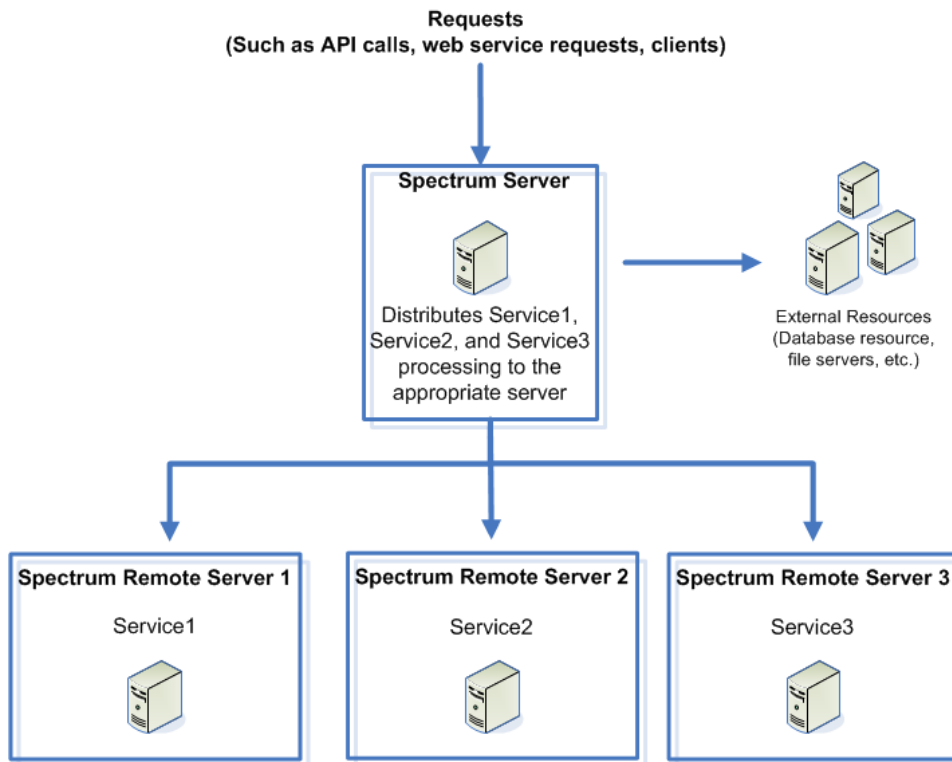 Requests
(Such as API calls, web service requests, clients)
Spectrum Server
Distributes Service1,
Service2, and Service3
processing to the
appropriate server
External Resources
(Database resource,
file servers, etc.)
Spectrum Remote Server 1
Service1
Spectrum Remote Server 2
Service2
Spectrum Remote Server 3
Service3